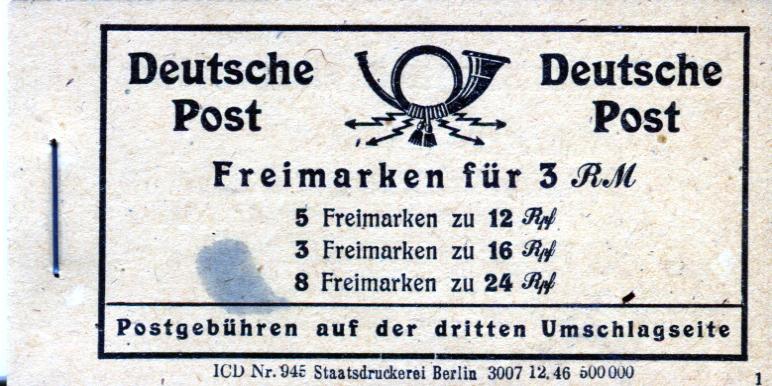 Deutsche Post
Deutsche Post
Freimarken für 3 RM
5 Freimarken zu 12 Rpf
3 Freimarken zu 16 Rpf
8 Freimarken zu 24 Rpf
Postgebühren auf der dritten Umschlagseite
ICD Nr. 945 Staatsdruckerei Berlin 3007 12.46 500000
1